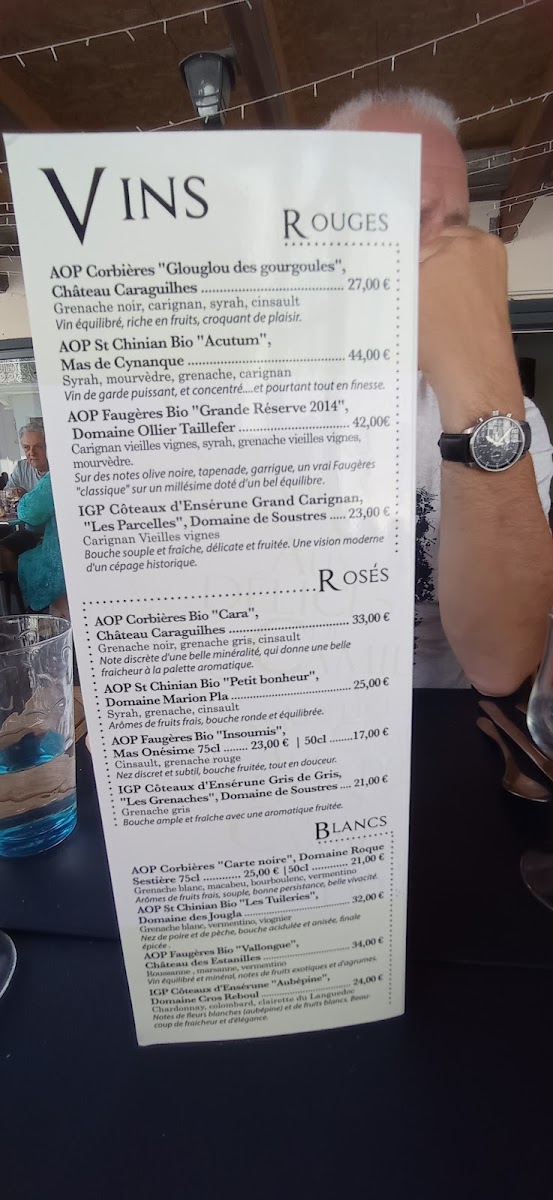 VINS
ROUGES
AOP Corbières "Glouglou des gourgoules",
Château Caraguilhes .................................... 27,00 €
Grenache noir, carignan, syrah, cinsault
Vin équilibré, riche en fruits, croquant de plaisir.
AOP St Chinian Bio "Acutum",
Mas de Cynanque ........................................ 44,00 €
Syrah, mourvèdre, grenache, carignan
Vin de garde puissant, et concentré....et pourtant tout en finesse.
AOP Faugères Bio "Grande Réserve 2014",
Domaine Ollier Taillefer ............................ 42,00€
Carignan vieilles vignes, syrah, grenache vieilles vignes,
mourvèdre.
Sur des notes olive noire, tapenade, garrigue, un vrai Faugères
"classique" sur un millésime doté d'un bel équilibre.
IGP Côteaux d'Ensérune Grand Carignan,
"Les Parcelles", Domaine de Soustres ..... 23,00 €
Carignan Vieilles vignes
Bouche souple et fraîche, délicate et fruitée. Une vision moderne
d'un cépage historique.
ROSÉS
AOP Corbières Bio "Cara",
Château Caraguilhes ............................... 33,00 €
Grenache noir, grenache gris, cinsault
Note discrète d'une belle minéralité, qui donne une belle
fraicheur à la palette aromatique.
AOP St Chinian Bio "Petit bonheur",
Domaine Marion Pla ............................... 25,00 €
Syrah, grenache, cinsault
Arômes de fruits frais, bouche ronde et équilibrée.
AOP Faugères Bio "Insoumis",
Mas Onésime 75cl ........ 23,00 € | 50cl ........17,00 €
Cinsault, grenache rouge
Nez discret et subtil, bouche fruitée, tout en douceur.
IGP Côteaux d'Ensérune Gris de Gris,
"Les Grenaches", Domaine de Soustres .... 21,00 €
Grenache gris
Bouche ample et fraîche avec une aromatique fruitée.
BLANCS
AOP Corbières "Carte noire", Domaine Roque
Sestière 75cl ............ 25,00 € |50cl ............ 21,00 €
Grenache blanc, macabeu, bourboulenc, vermentino
Arômes de fruits frais, souple, bonne persistance, belle vivacité.
AOP St Chinian Bio "Les Tuileries",
Domaine des Jougla ............................... 32,00 €
Grenache blanc, vermentino, viognier
Nez de poire et de pêche, bouche acidulée et anisée, finale
épicée.
AOP Faugères Bio "Vallongue",
Château des Estanilles ........................... 34,00 €
Roussanne, marsanne, vermentino
Vin équilibré et minéral, notes de fruits exotiques et d'agrumes.
IGP Côteaux d'Ensérune "Aubépine",
Domaine Cros Reboul ............................. 24,00 €
Chardonnay, colombard, clairette du Languedoc
Notes de fleurs blanches (aubépine) et de fruits blancs. Beau-
coup de fraicheur et d'élégance.